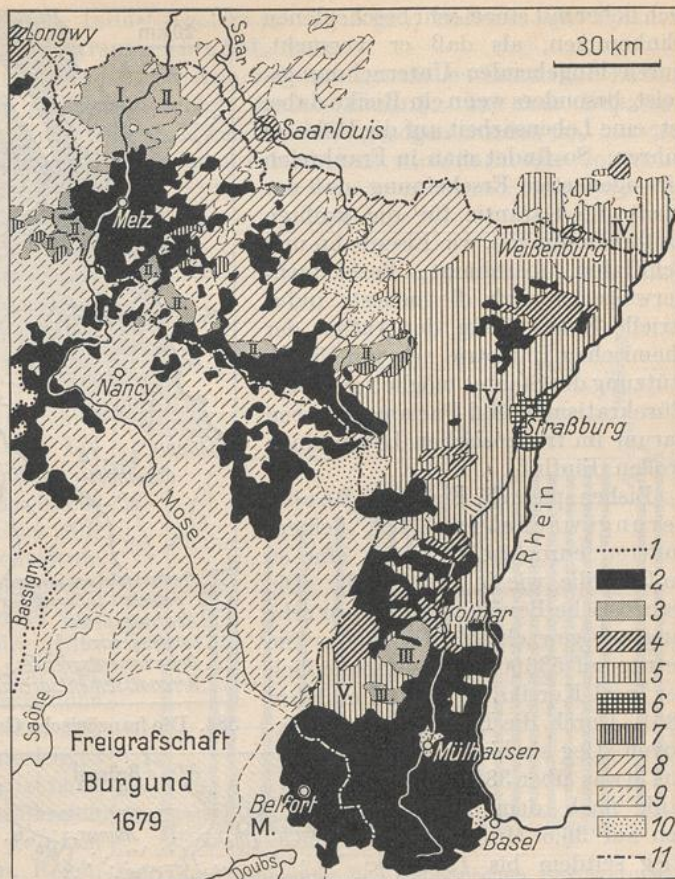 Longwy
Saar
30 km
I.
II.
Saarlouis
Metz
II.
II.
II.
II.
II.
IV.
Weißenburg
Nancy
V.
Straßburg
Mosel
Rhein
Bassigny
Saône
Kolmar
III.
V.
III.
Freigrafschaft
Burgund
1679
Mülhausen
Belfort
M.
Basel
Doubs
1
2
3
4
5
6
7
8
9
10
11